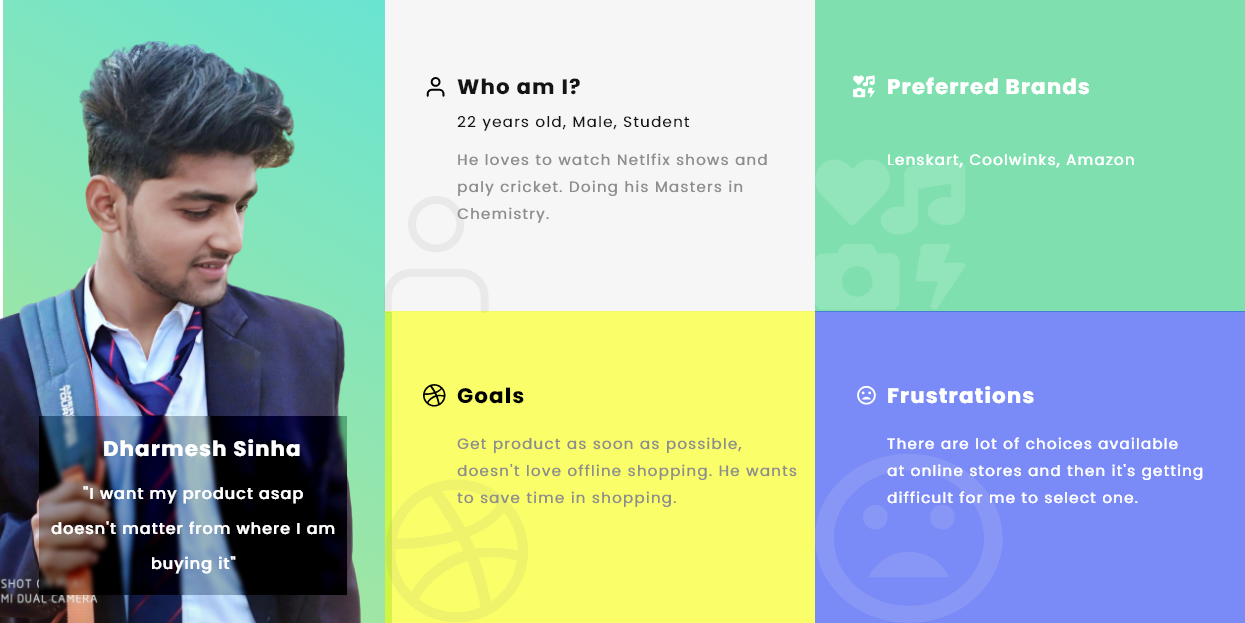 Who am I?
22 years old, Male, Student
He loves to watch Netlfix shows and
paly cricket. Doing his Masters in
Chemistry.
Preferred Brands
Lenskart, Coolwinks, Amazon
Goals
Get product as soon as possible,
doesn't love offline shopping. He wants
to save time in shopping.
Frustrations
There are lot of choices available
at online stores and then it's getting
difficult for me to select one.
Dharmesh Sinha
"I want my product asap
doesn't matter from where I am
buying it"
SHOT
MI DUAL CAMERA